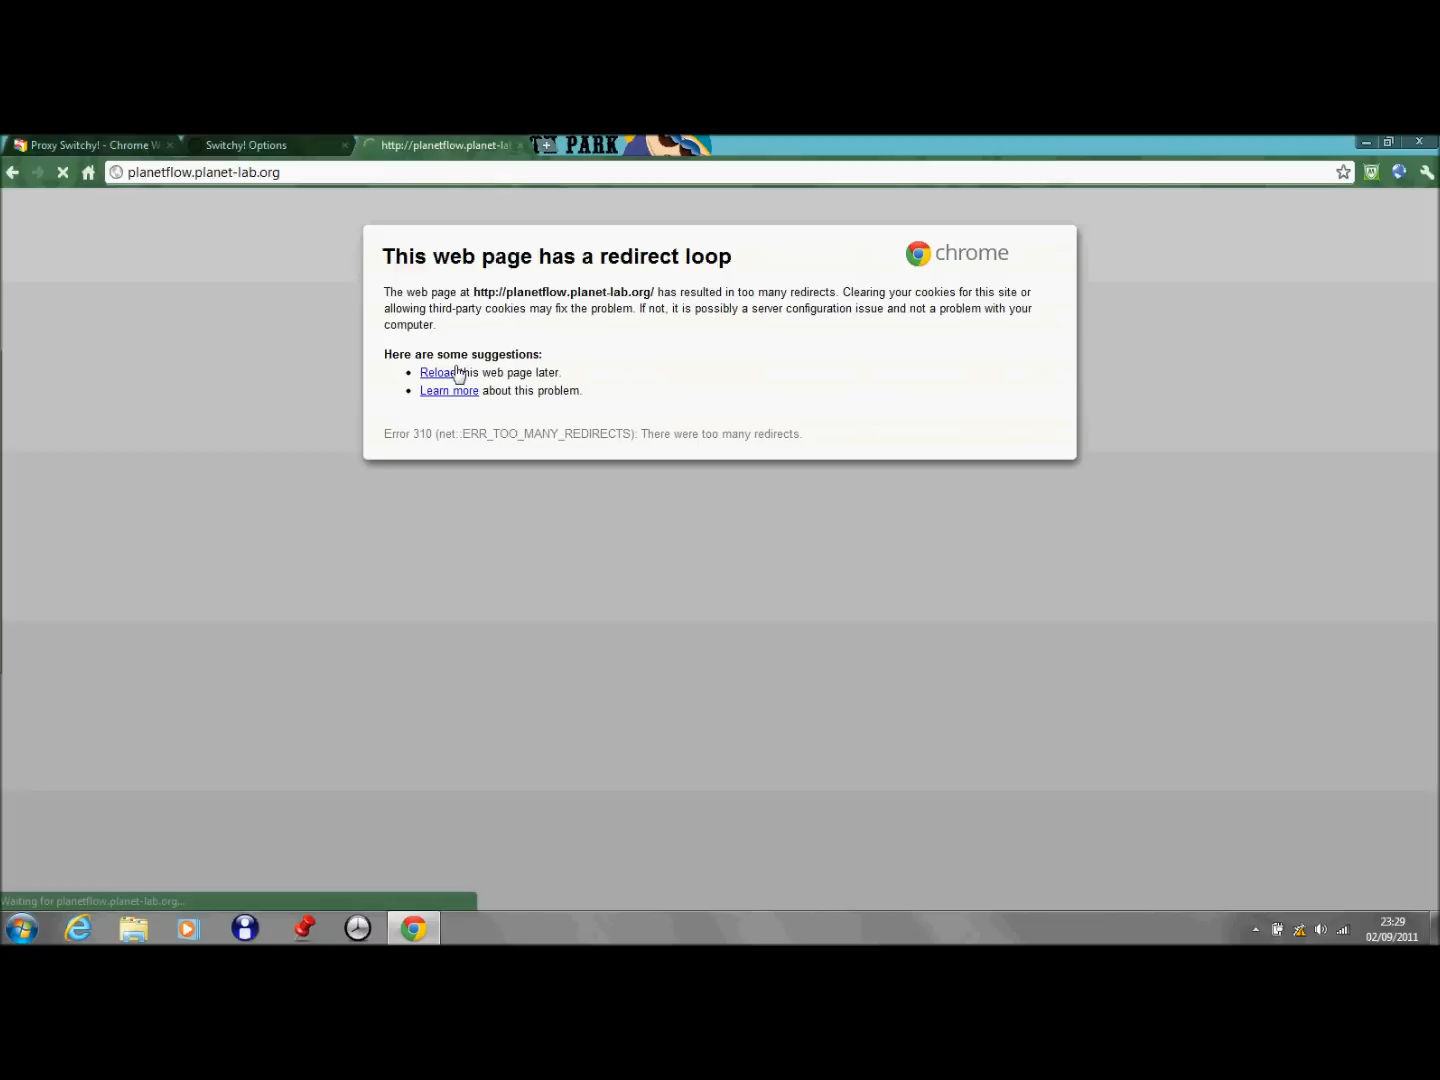 Proxy Switchy! - Chrome W
Switchy! Options
http://planetflow.planet-la
PARK
planetflow.planet-lab.org
This web page has a redirect loop
chrome
The web page at http://planetflow.planet-lab.org/ has resulted in too many redirects. Clearing your cookies for this site or
allowing third-party cookies may fix the problem. If not, it is possibly a server configuration issue and not a problem with your
computer.
Here are some suggestions:
• Reload this web page later.
• Learn more about this problem.
Error 310 (net::ERR_TOO_MANY_REDIRECTS): There were too many redirects.
Waiting for planetflow.planet-lab.org...
23:29
02/09/2011